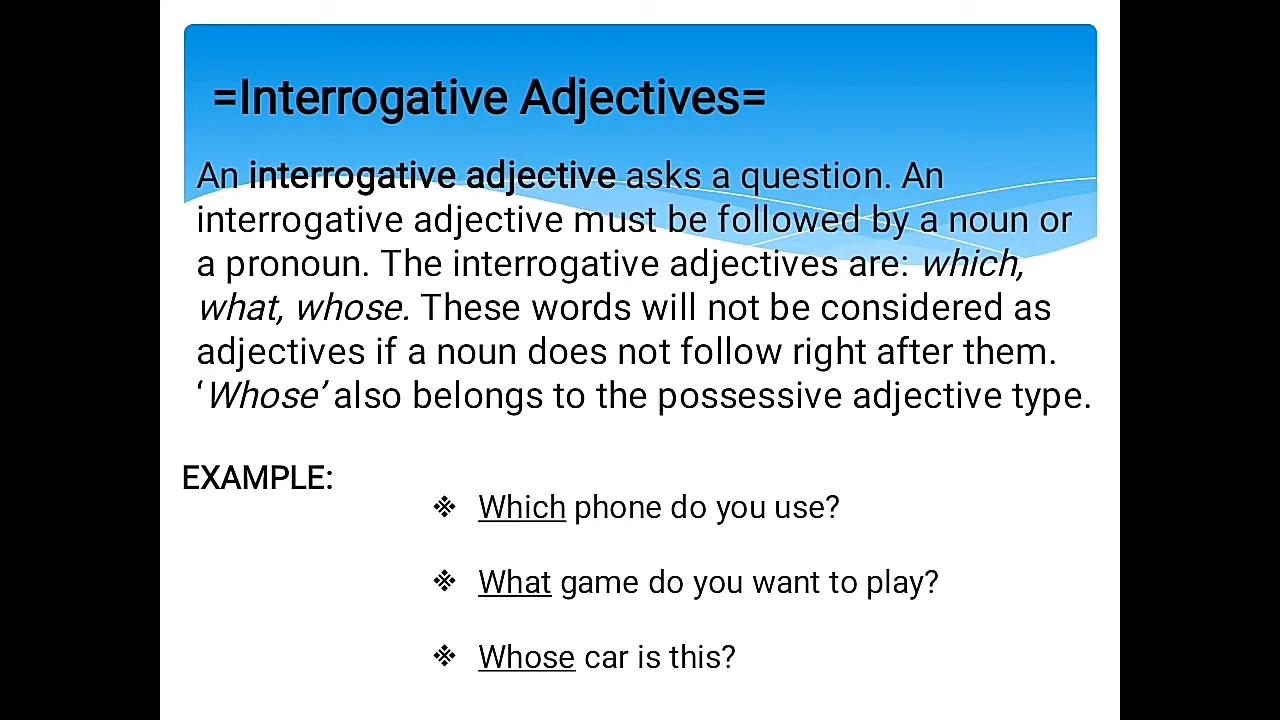 =Interrogative Adjectives=
An interrogative adjective asks a question. An
interrogative adjective must be followed by a noun or
a pronoun. The interrogative adjectives are: which,
what, whose. These words will not be considered as
adjectives if a noun does not follow right after them.
‘Whose’ also belongs to the possessive adjective type.
EXAMPLE:
❖ Which phone do you use?
❖ What game do you want to play?
❖ Whose car is this?